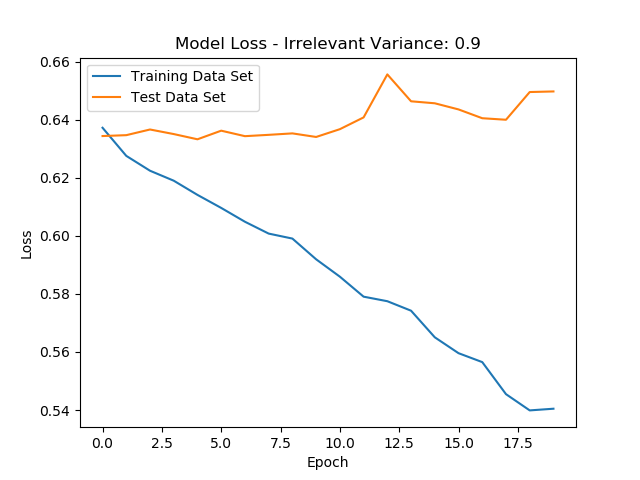 Model Loss - Irrelevant Variance: 0.9
Training Data Set
Test Data Set
0.66
0.64
0.62
0.60
0.58
0.56
0.54
Loss
0.0 2.5 5.0 7.5 10.0 12.5 15.0 17.5
Epoch